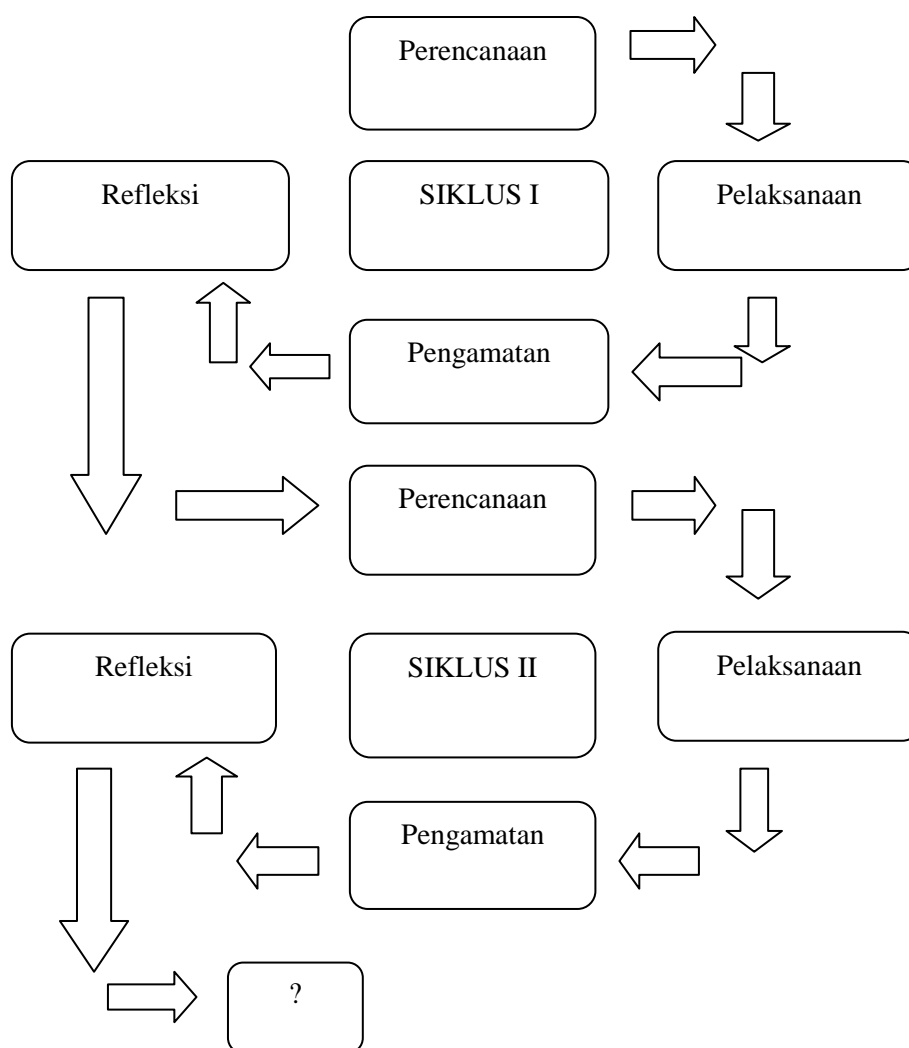 Perencanaan
Refleksi
SIKLUS I
Pelaksanaan
Pengamatan
Perencanaan
Refleksi
SIKLUS II
Pelaksanaan
Pengamatan
?